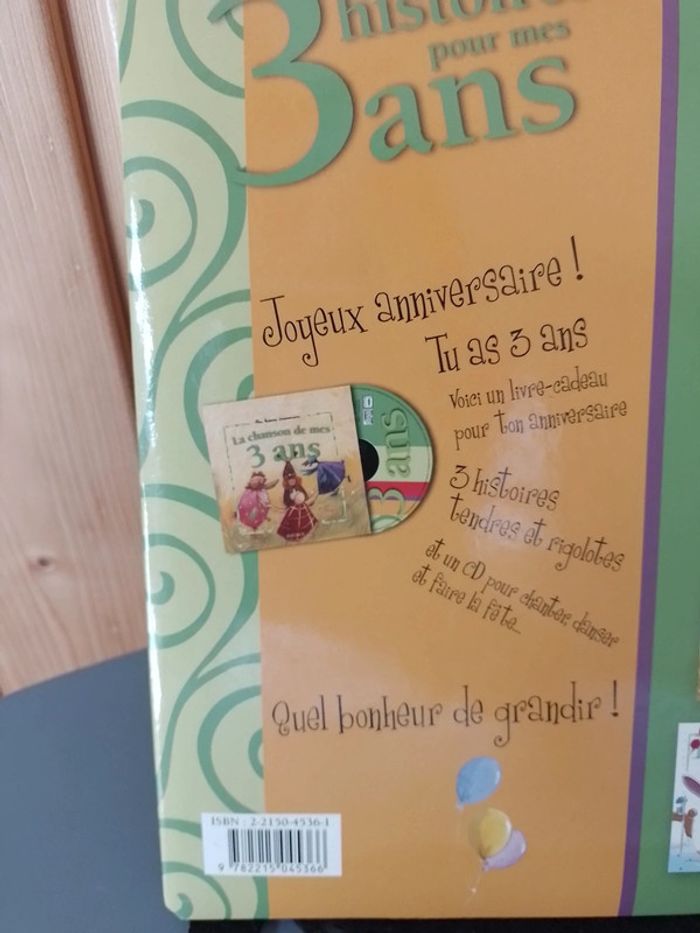 3 histoires
pour mes
ans
Joyeux anniversaire !
Tu as 3 ans
Voici un livre-cadeau
pour ton anniversaire
La chanson de mes
3 ans
3 ans
3 histoires
tendres et rigolotes
et un CD pour chanter, danser
et faire la fête...
Quel bonheur de grandir !
ISBN : 2-2150-4536-1
9 782215 045366